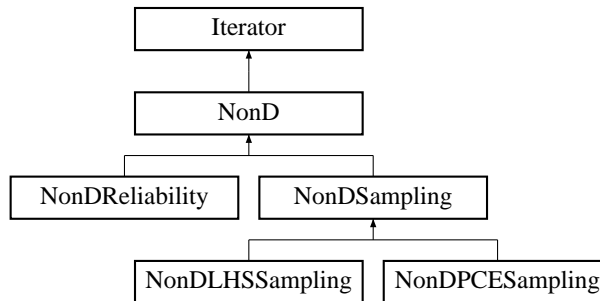 Iterator
NonD
NonDReliability
NonDSampling
NonDLHSSampling
NonDPCESampling